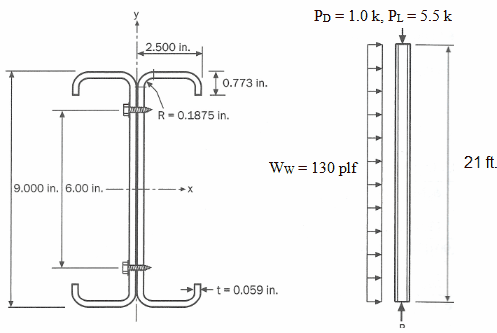 y
P_D = 1.0 k, P_L = 5.5 k
2.500 in.
0.773 in.
R = 0.1875 in.
9.000 in.
6.00 in.
x
t = 0.059 in.
W_W = 130 plf
21 ft.